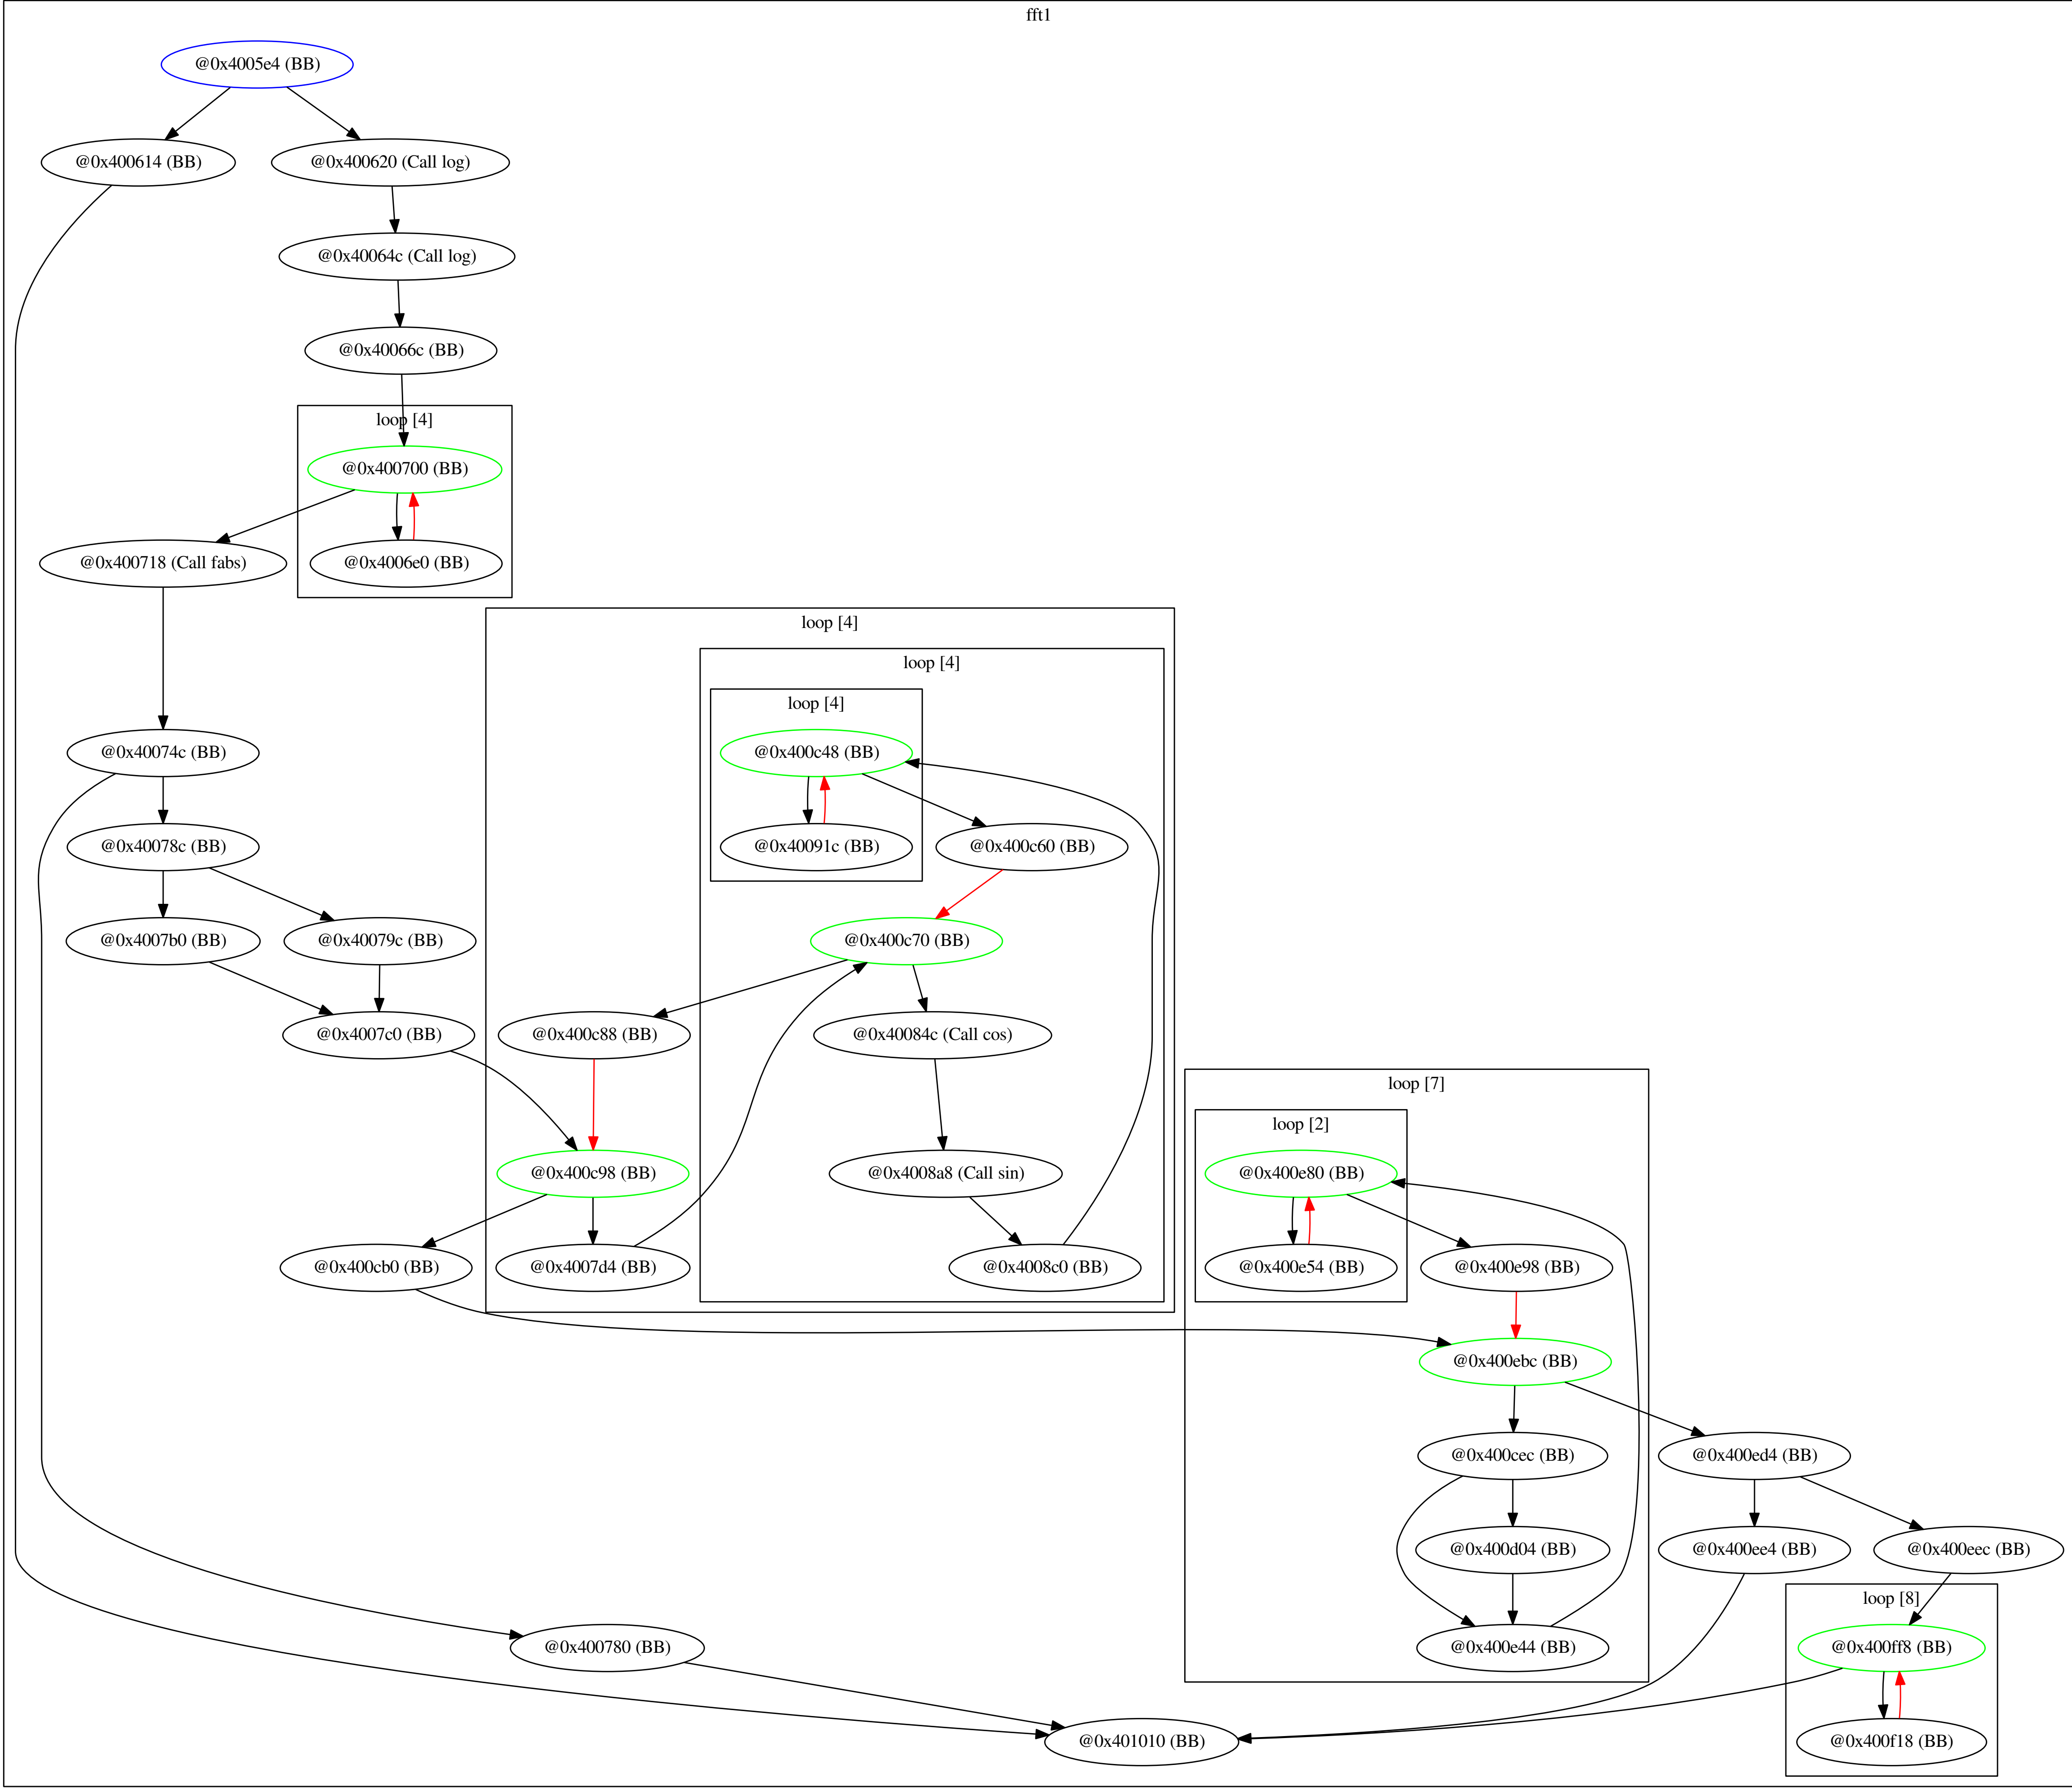 fft1
@0x4005e4 (BB)
@0x400614 (BB)
@0x400620 (Call log)
@0x40064c (Call log)
@0x40066c (BB)
loop [4]
@0x400700 (BB)
@0x400718 (Call fabs)
@0x4006e0 (BB)
loop [4]
loop [4]
loop [4]
@0x40074c (BB)
@0x400c48 (BB)
@0x40078c (BB)
@0x40091c (BB)
@0x400c60 (BB)
@0x4007b0 (BB)
@0x40079c (BB)
@0x400c70 (BB)
@0x4007c0 (BB)
@0x400c88 (BB)
@0x40084c (Call cos)
loop [7]
loop [2]
@0x400c98 (BB)
@0x4008a8 (Call sin)
@0x400e80 (BB)
@0x400cb0 (BB)
@0x4007d4 (BB)
@0x4008c0 (BB)
@0x400e54 (BB)
@0x400e98 (BB)
@0x400ebc (BB)
@0x400cec (BB)
@0x400ed4 (BB)
@0x400d04 (BB)
@0x400ee4 (BB)
@0x400eec (BB)
loop [8]
@0x400780 (BB)
@0x400e44 (BB)
@0x400ff8 (BB)
@0x401010 (BB)
@0x400f18 (BB)